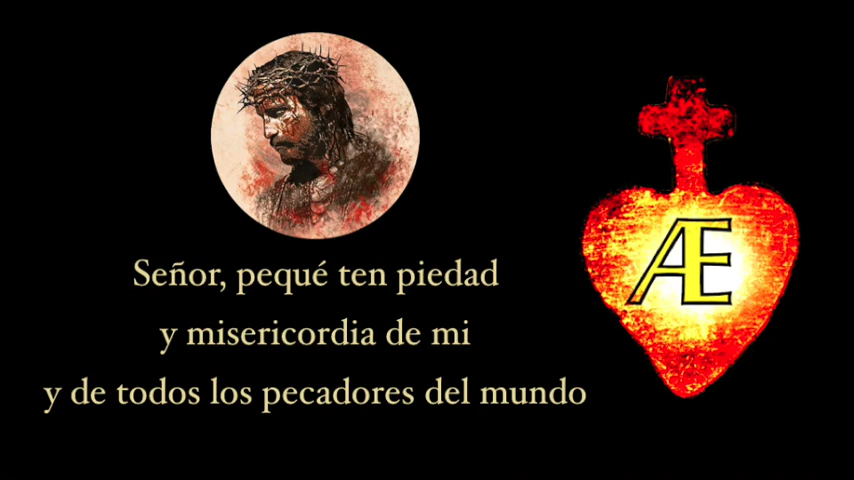 Señor, pequé ten piedad
y misericordia de mi
y de todos los pecadores del mundo
Æ